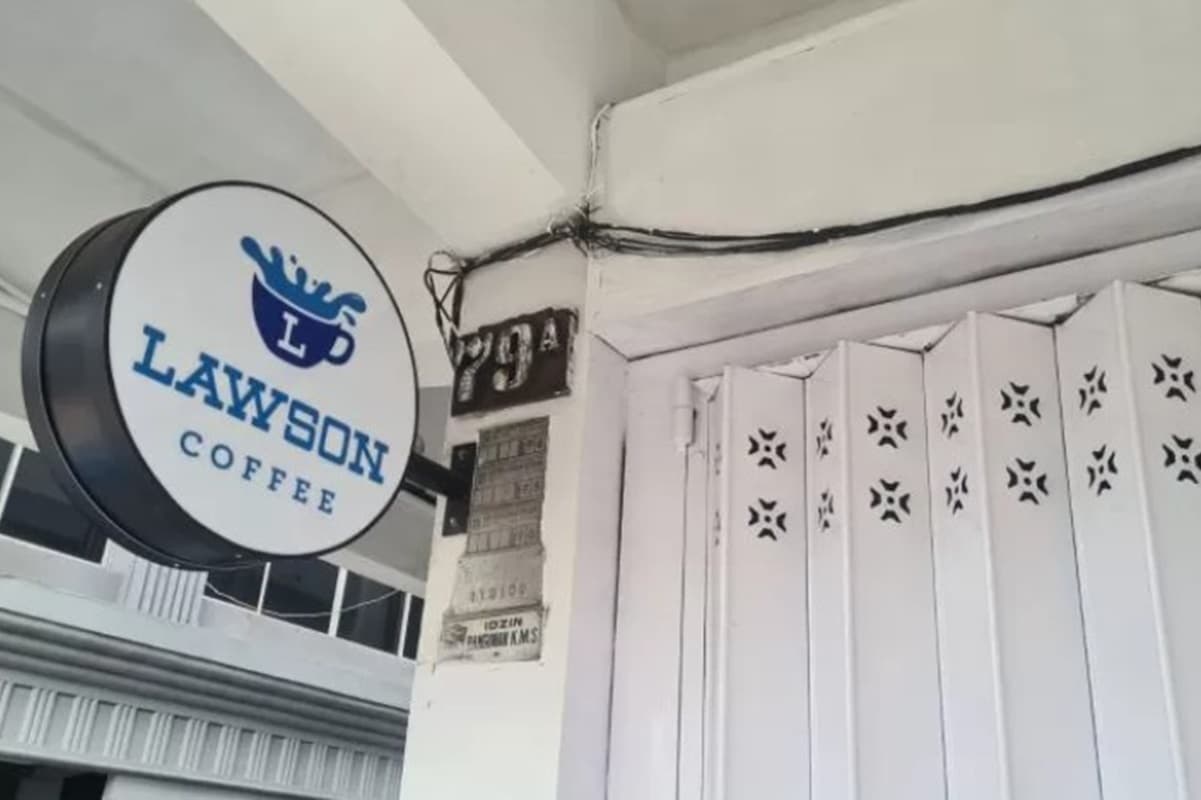 L
LAWSON
COFFEE
79A
IDZIN
BANGUNAN K.M.S